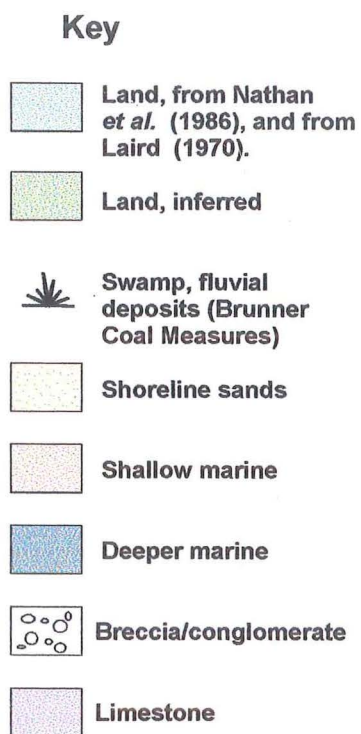 Key
Land, from Nathan
et al. (1986), and from
Laird (1970).
Land, inferred
Swamp, fluvial
deposits (Brunner
Coal Measures)
Shoreline sands
Shallow marine
Deeper marine
Breccia/conglomerate
Limestone